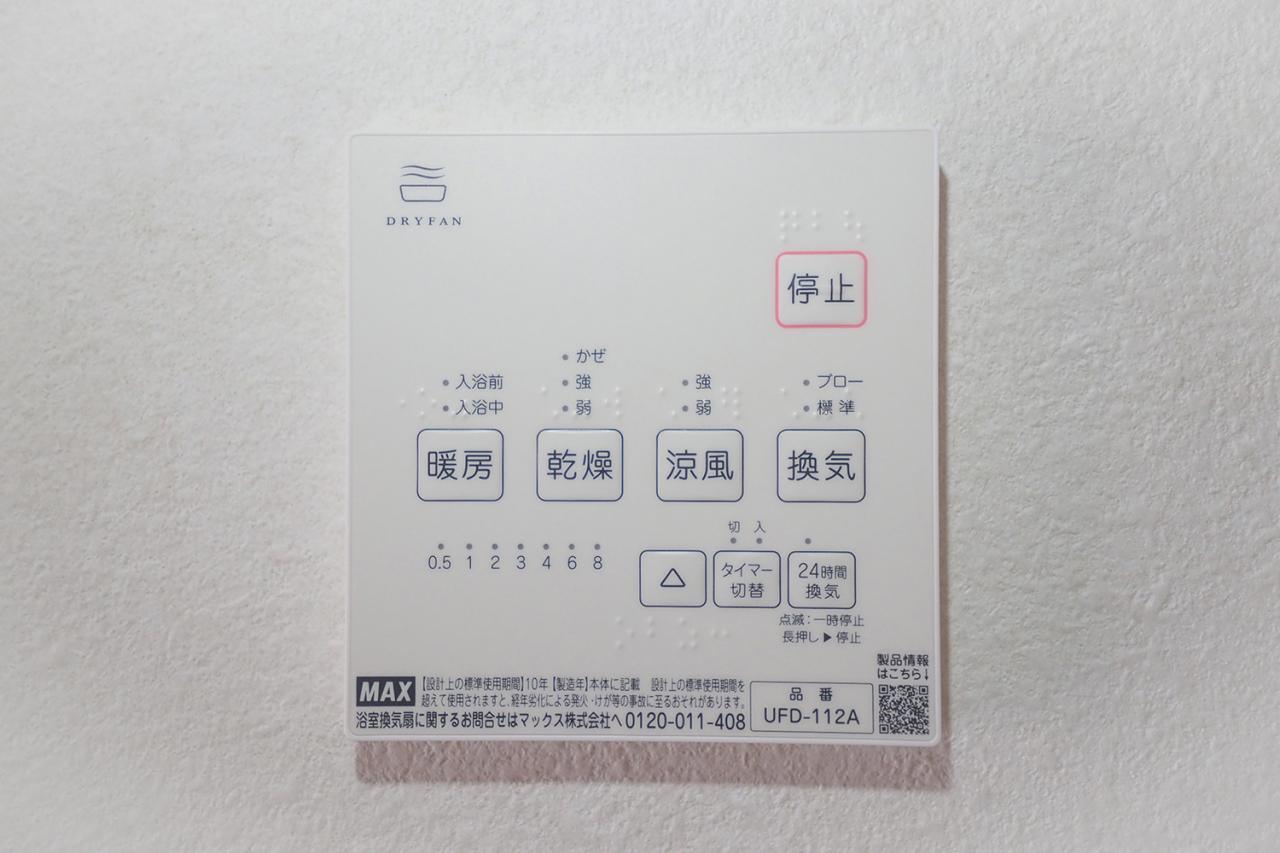 DRYFAN
停止
かぜ
入浴前 強 強 ブロー
入浴中 弱 弱 標準
暖房 乾燥 涼風 換気
切 入
0.5 1 2 3 4 6 8
△ タイマー切替 24時間換気
点滅:一時停止
長押し▶停止
製品情報
はこちら↓
MAX
【設計上の標準使用期間】10年【製造年】本体に記載 設計上の標準使用期間を
超えて使用されますと、経年劣化による発火・けが等の事故に至るおそれがあります。
浴室換気扇に関するお問合せはマックス株式会社へ 0120-011-408
品番
UFD-112A